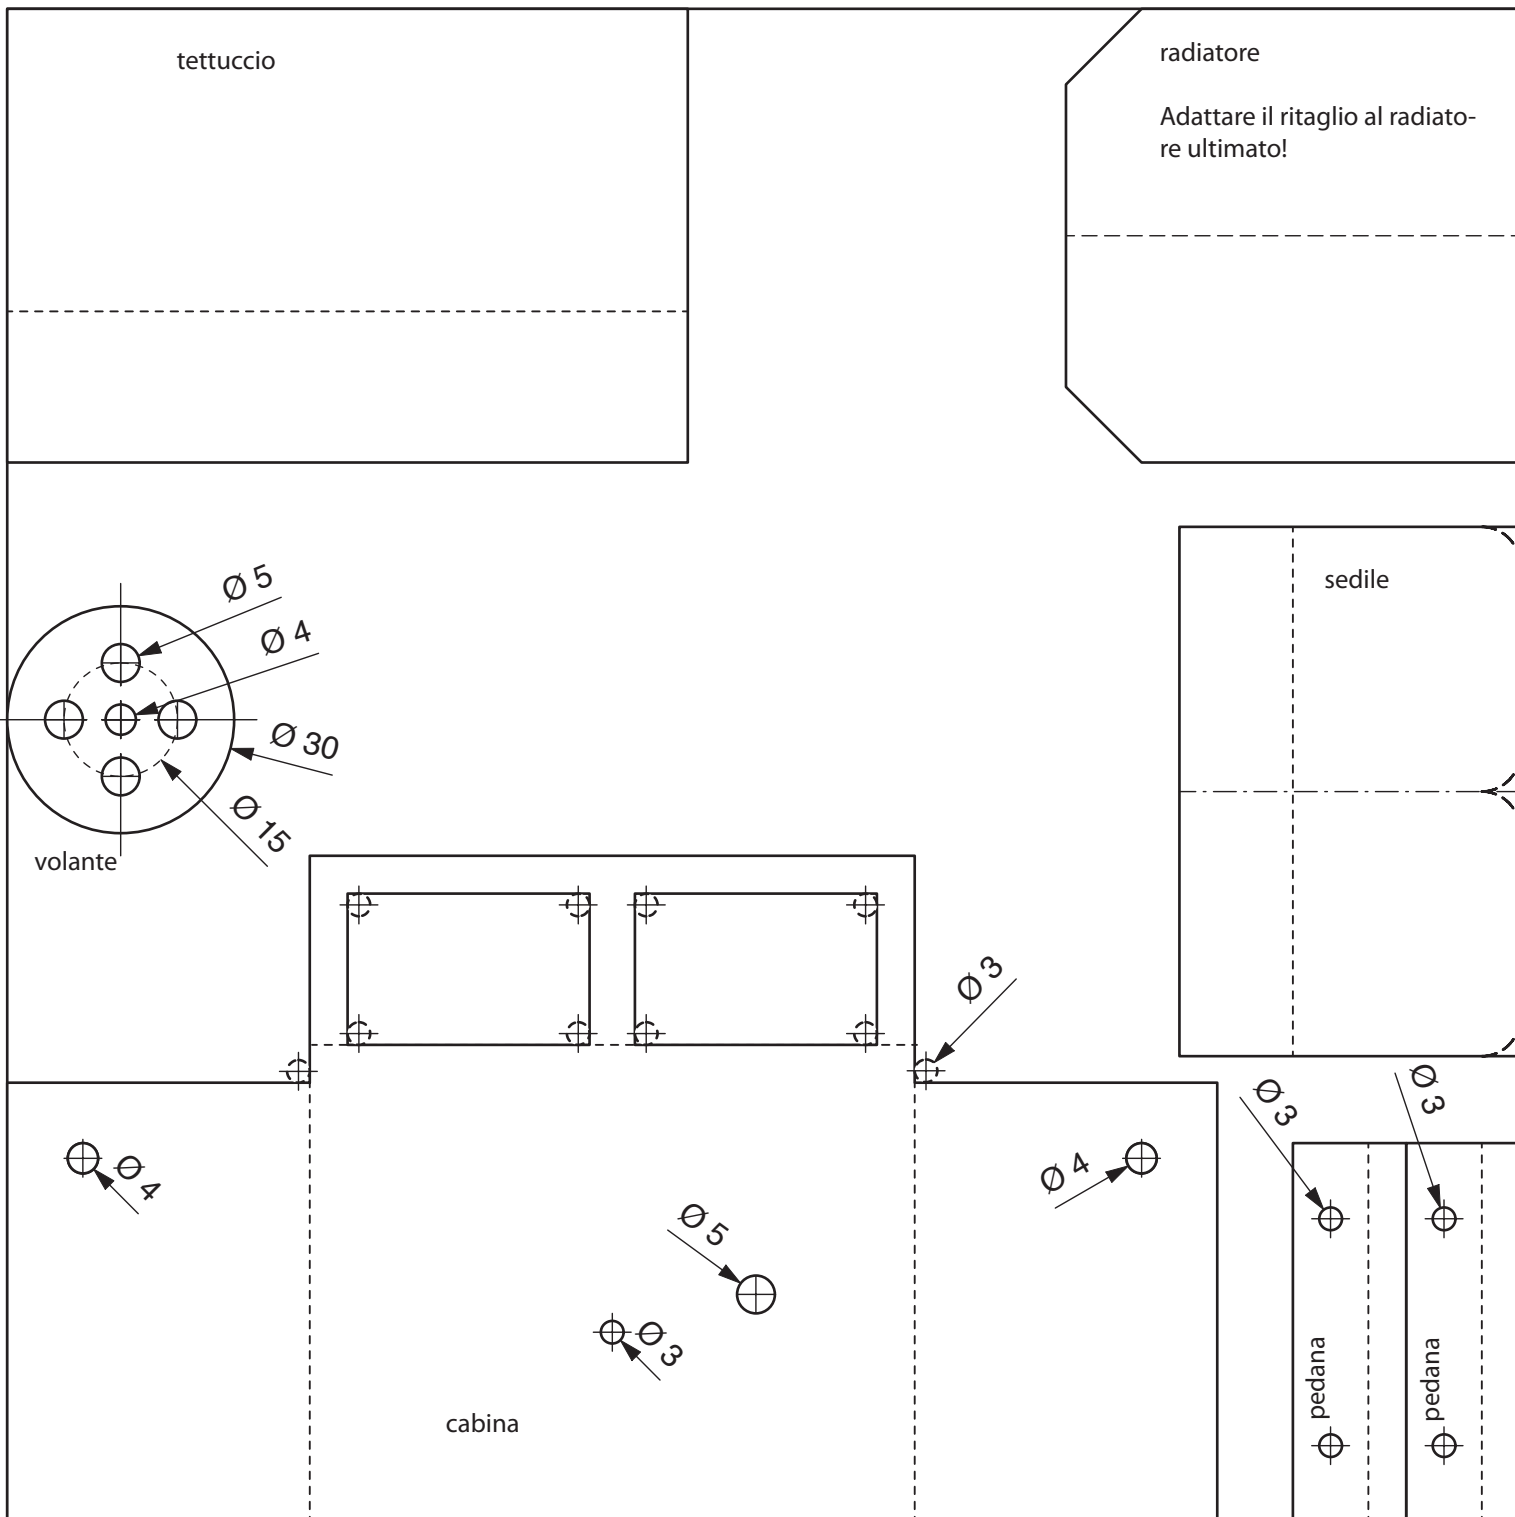 tettuccio
radiatore
Adattare il ritaglio al radiato-
re ultimato!
sedile
Ø 5
Ø 4
Ø 30
Ø 15
volante
Ø 3
Ø 3
Ø 3
Ø 4
Ø 4
Ø 5
Ø 3
cabina
pedana
pedana